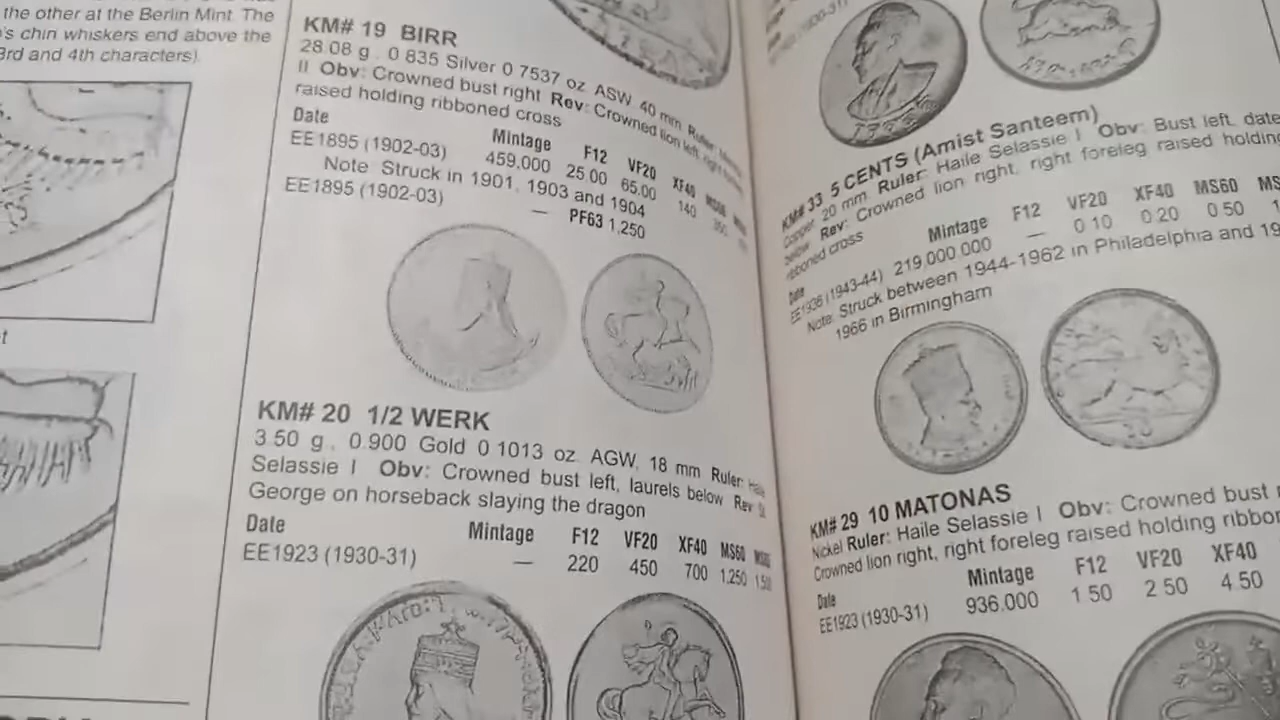 the other at the Berlin Mint. The
's chin whiskers end above the
3rd and 4th characters).
KM# 19 BIRR
28.08 g, 0.835 Silver 0.7537 oz. ASW, 40 mm. Ruler:
II Obv: Crowned bust right Rev: Crowned lion left, right
raised holding ribboned cross
Date Mintage F12 VF20 XF40 MS60
EE1895 (1902-03) 459,000 25.00 65.00 140
Note: Struck in 1901, 1903 and 1904
EE1895 (1902-03) — PF63 1,250
KM# 20 1/2 WERK
3.50 g., 0.900 Gold 0.1013 oz. AGW, 18 mm Ruler: Haile
Selassie I Obv: Crowned bust left, laurels below Rev: St.
George on horseback slaying the dragon
Date Mintage F12 VF20 XF40 MS60
EE1923 (1930-31) — 220 450 700 1,250
KM# 33 5 CENTS (Amist Santeem)
Copper, 20 mm. Ruler: Haile Selassie I Obv: Bust left, date
below Rev: Crowned lion right, right foreleg raised holding
ribboned cross
Date Mintage F12 VF20 XF40 MS60
EE1936 (1943-44) 219,000,000 — 0.10 0.20 0.50
Note: Struck between 1944-1962 in Philadelphia and 19
1966 in Birmingham
KM# 29 10 MATONAS
Nickel Ruler: Haile Selassie I Obv: Crowned bust
Crowned lion right, right foreleg raised holding ribbon
Date Mintage F12 VF20 XF40
EE1923 (1930-31) 936,000 1.50 2.50 4.50